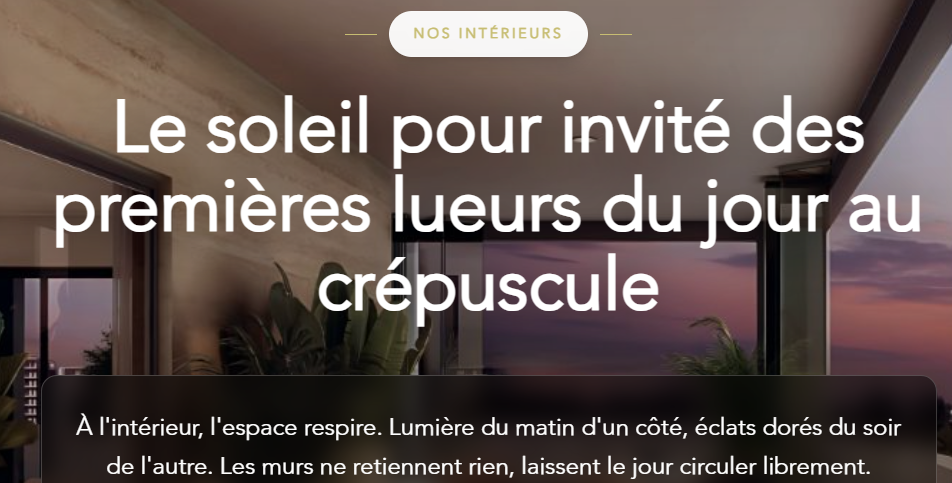 NOS INTÉRIEURS
Le soleil pour invité des
premières lueurs du jour au
crépuscule
À l'intérieur, l'espace respire. Lumière du matin d'un côté, éclats dorés du soir
de l'autre. Les murs ne retiennent rien, laissent le jour circuler librement.